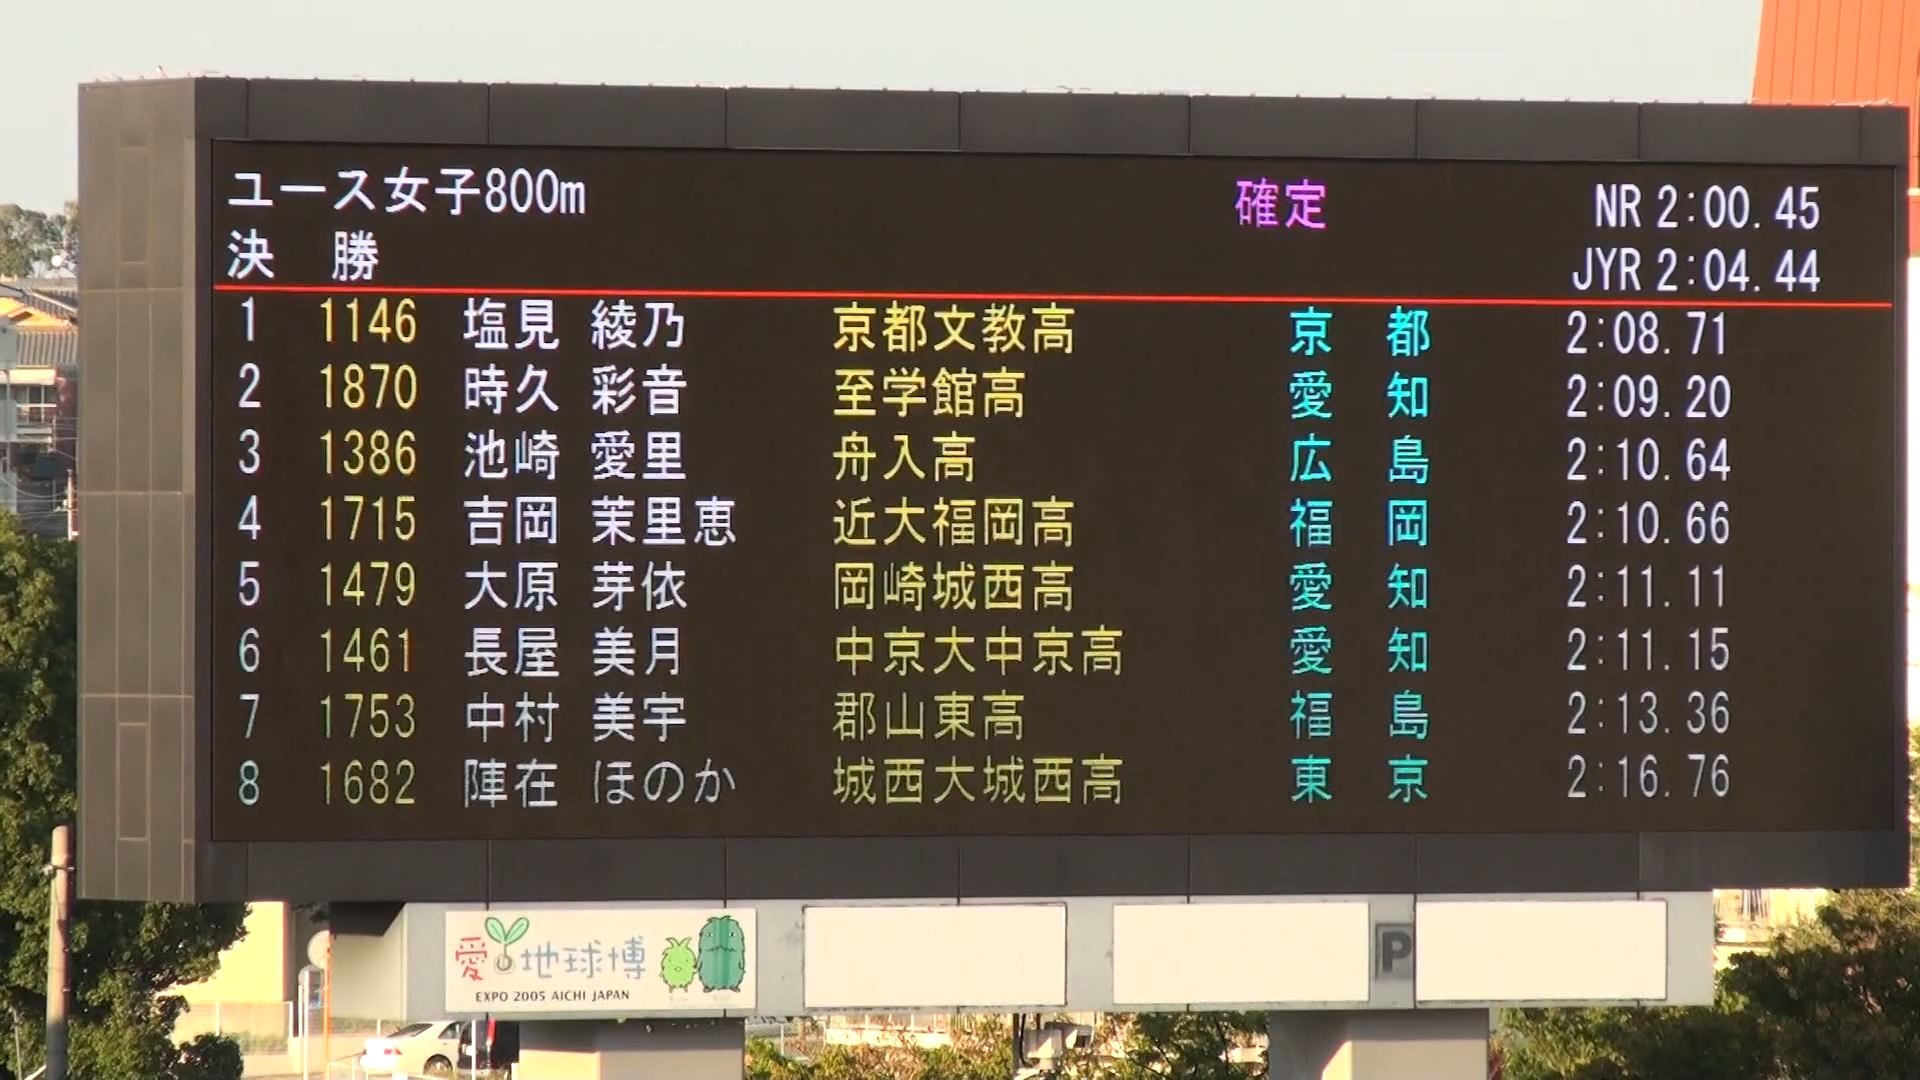 ユース女子800m 確定 NR 2:00.45
決 勝 JYR 2:04.44
1 1146 塩見 綾乃 京都文教高 京 都 2:08.71
2 1870 時久 彩音 至学館高 愛 知 2:09.20
3 1386 池崎 愛里 舟入高 広 島 2:10.64
4 1715 吉岡 茉里恵 近大福岡高 福 岡 2:10.66
5 1479 大原 芽依 岡崎城西高 愛 知 2:11.11
6 1461 長屋 美月 中京大中京高 愛 知 2:11.15
7 1753 中村 美宇 郡山東高 福 島 2:13.36
8 1682 陣在 ほのか 城西大城西高 東 京 2:16.76
愛・地球博
EXPO 2005 AICHI JAPAN
P